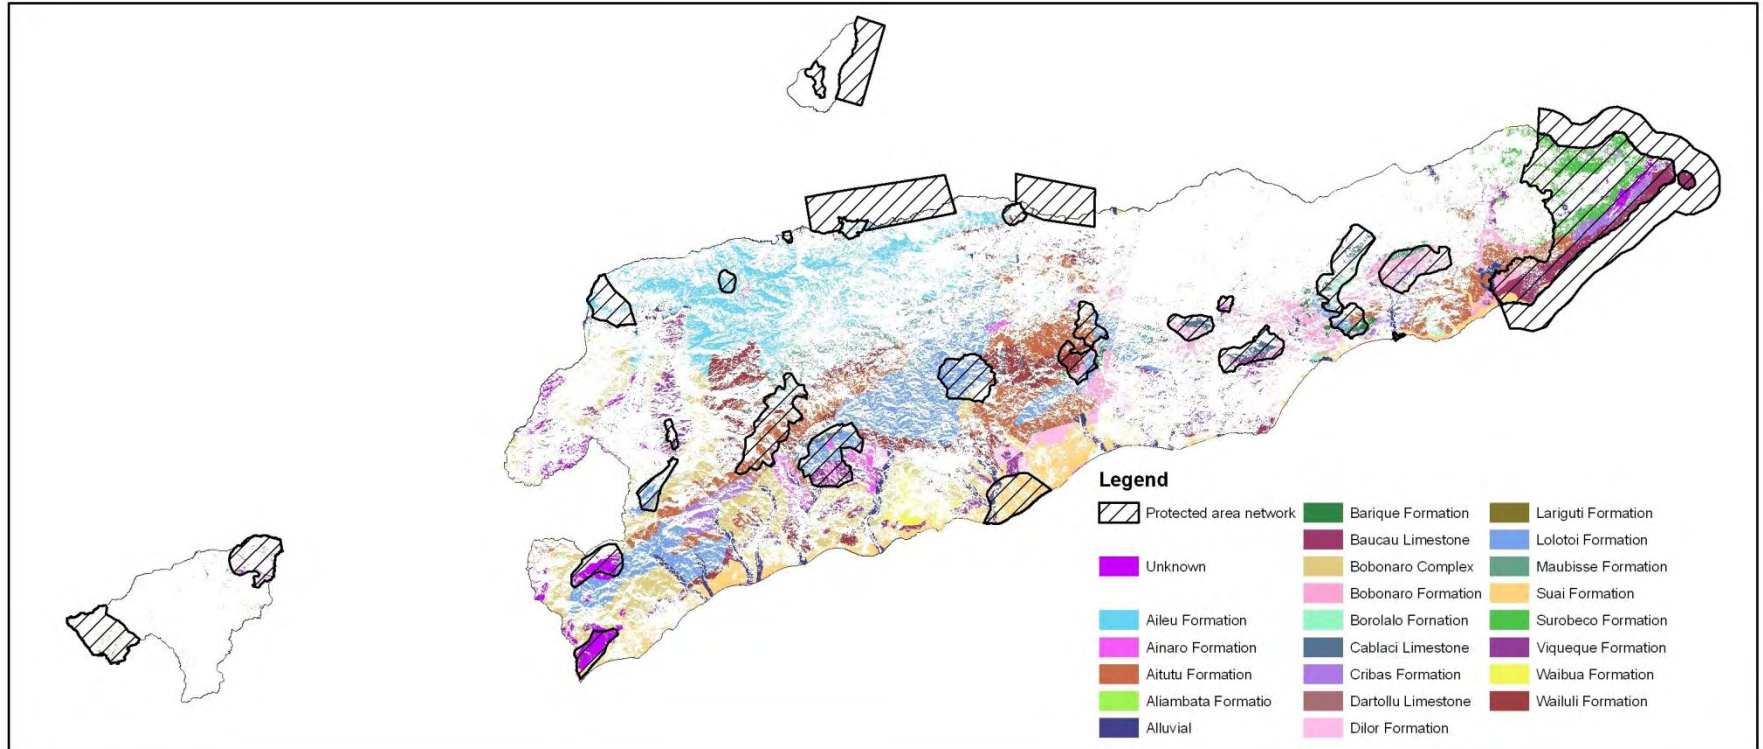 Legend
Protected area network
Unknown
Aileu Formation
Ainaro Formation
Aitutu Formation
Aliambata Formatio
Alluvial
Barique Formation
Baucau Limestone
Bobonaro Complex
Bobonaro Formation
Borolalo Fornation
Cablaci Limestone
Cribas Formation
Dartollu Limestone
Dilor Formation
Lariguti Formation
Lolotoi Formation
Maubisse Formation
Suai Formation
Surobeco Formation
Viqueque Formation
Waibua Formation
Wailuli Formation